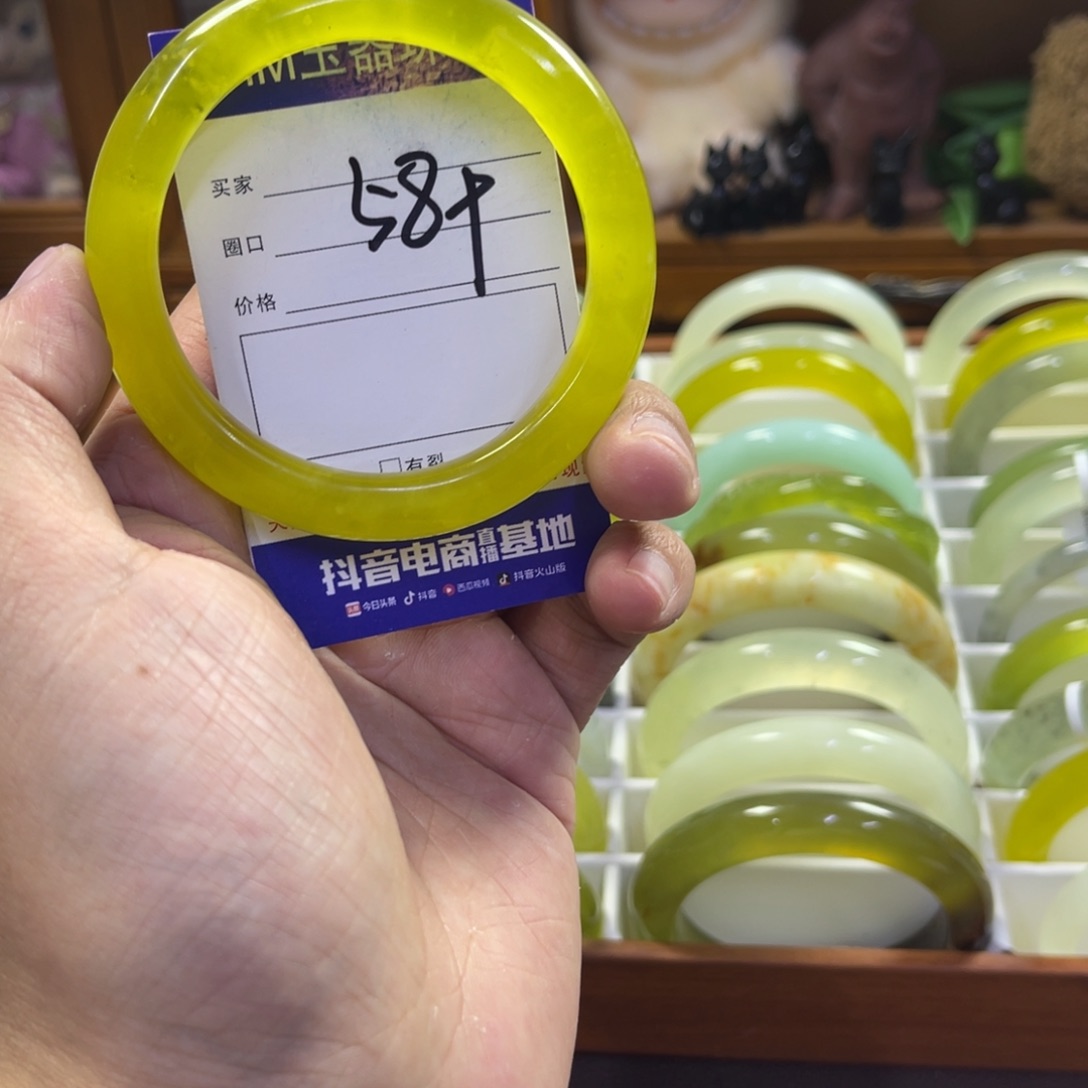 买家
58+
圈口
价格
有裂
抖音电商直播基地
今日头条 抖音 西瓜视频 抖音火山版